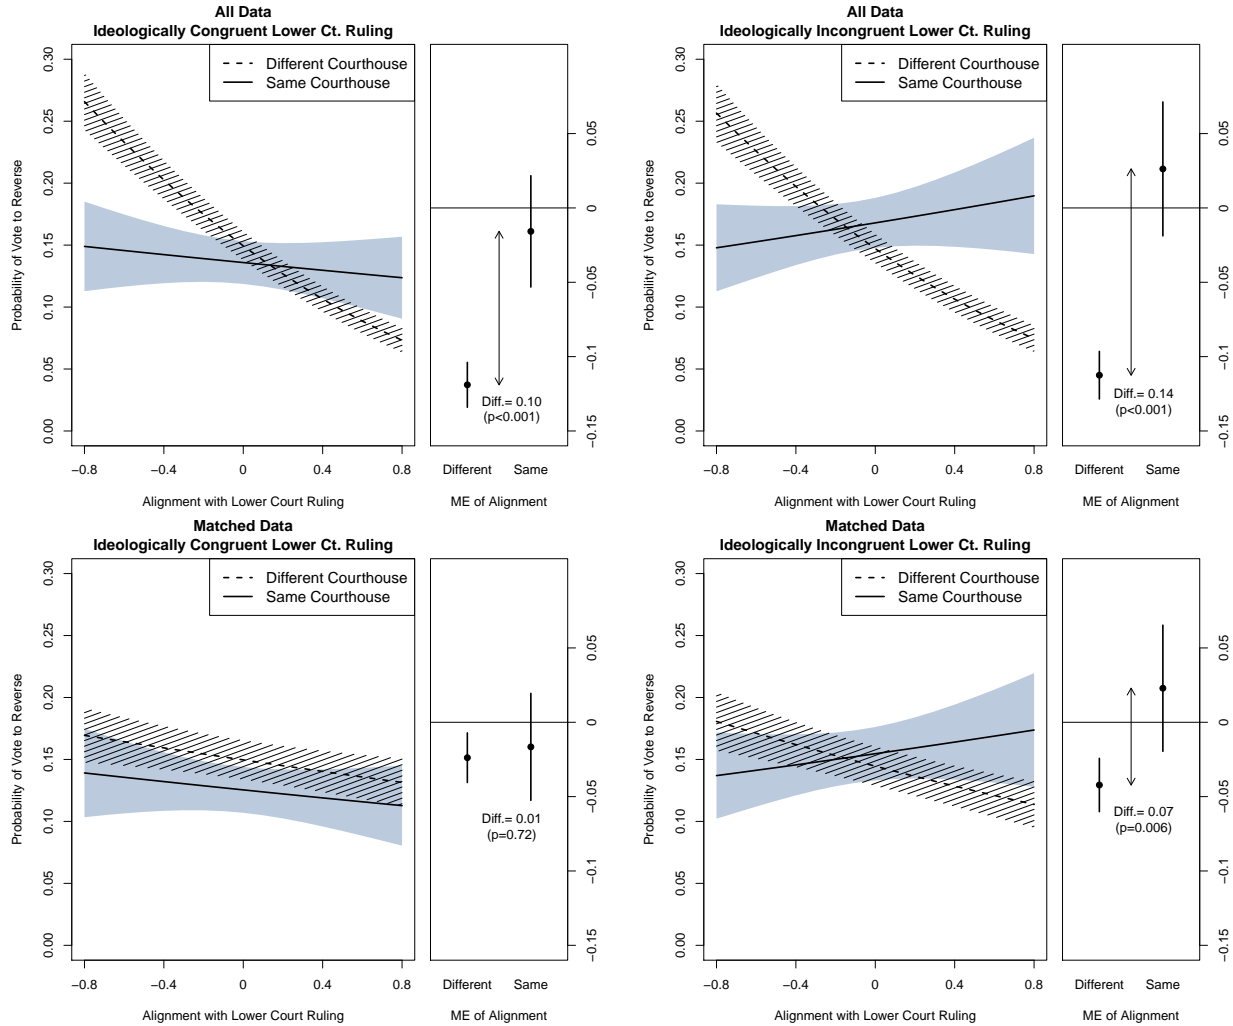 All Data
Ideologically Congruent Lower Ct. Ruling
Different Courthouse
Same Courthouse
Probability of Vote to Reverse
0.30
0.25
0.20
0.15
0.10
0.05
0.00
−0.8
−0.4
0
0.4
0.8
Alignment with Lower Court Ruling
0.05
0
−0.05
−0.1
−0.15
Diff.= 0.10
(p<0.001)
Different
Same
ME of Alignment
All Data
Ideologically Incongruent Lower Ct. Ruling
Different Courthouse
Same Courthouse
Probability of Vote to Reverse
0.30
0.25
0.20
0.15
0.10
0.05
0.00
−0.8
−0.4
0
0.4
0.8
Alignment with Lower Court Ruling
0.05
0
−0.05
−0.1
−0.15
Diff.= 0.14
(p<0.001)
Different
Same
ME of Alignment
Matched Data
Ideologically Congruent Lower Ct. Ruling
Different Courthouse
Same Courthouse
Probability of Vote to Reverse
0.30
0.25
0.20
0.15
0.10
0.05
0.00
−0.8
−0.4
0
0.4
0.8
Alignment with Lower Court Ruling
0.05
0
−0.05
−0.1
−0.15
Diff.= 0.01
(p=0.72)
Different
Same
ME of Alignment
Matched Data
Ideologically Incongruent Lower Ct. Ruling
Different Courthouse
Same Courthouse
Probability of Vote to Reverse
0.30
0.25
0.20
0.15
0.10
0.05
0.00
−0.8
−0.4
0
0.4
0.8
Alignment with Lower Court Ruling
0.05
0
−0.05
−0.1
−0.15
Diff.= 0.07
(p=0.006)
Different
Same
ME of Alignment